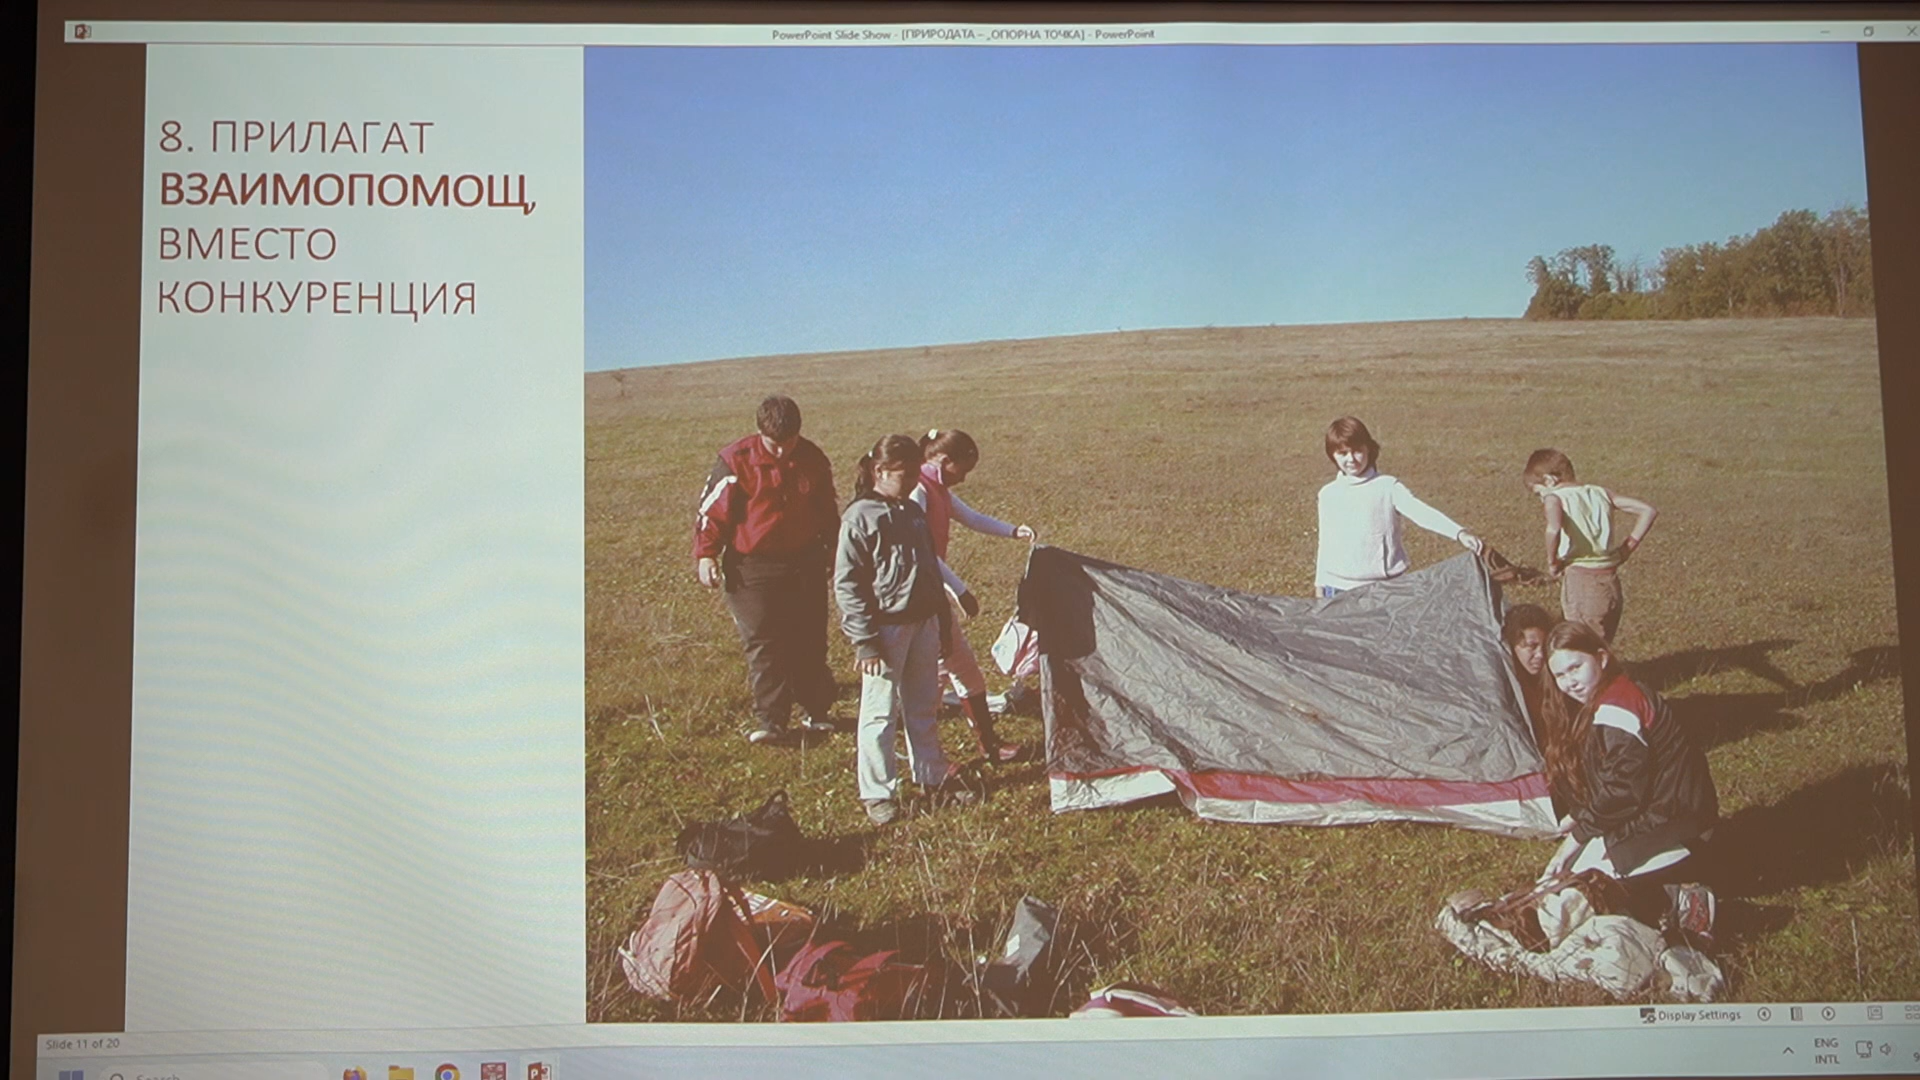 PowerPoint Slide Show - [ПРИРОДАТА – „ОПОРНА ТОЧКА] - PowerPoint
8. ПРИЛАГАТ
ВЗАИМОПОМОЩ,
ВМЕСТО
КОНКУРЕНЦИЯ
Display Settings
Slide 11 of 20
ENG
INTL
Search